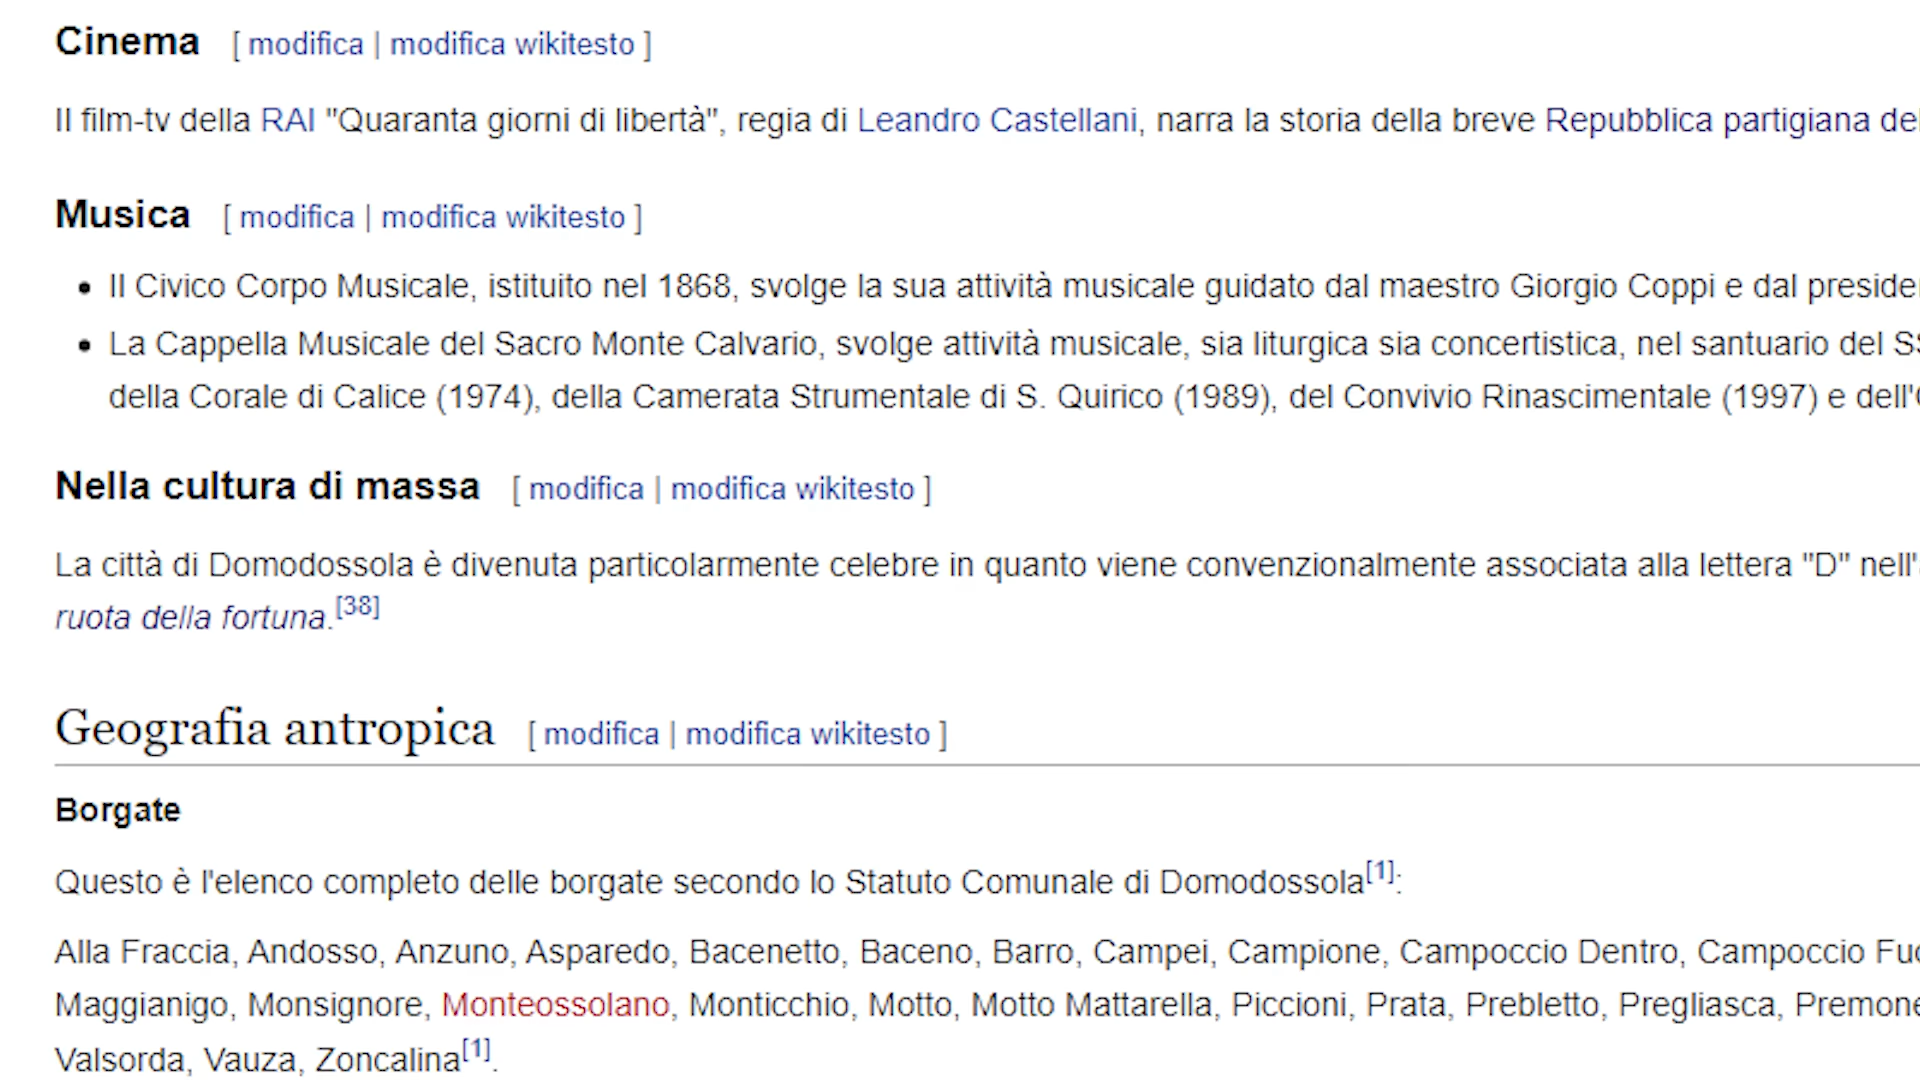 Cinema [ modifica | modifica wikitesto ]
Il film-tv della RAI "Quaranta giorni di libertà", regia di Leandro Castellani, narra la storia della breve Repubblica partigiana
Musica [ modifica | modifica wikitesto ]
• Il Civico Corpo Musicale, istituito nel 1868, svolge la sua attività musicale guidato dal maestro Giorgio Coppi e dal
• La Cappella Musicale del Sacro Monte Calvario, svolge attività musicale, sia liturgica sia concertistica, nel santuario del
della Corale di Calice (1974), della Camerata Strumentale di S. Quirico (1989), del Convivio Rinascimentale (1997) e
Nella cultura di massa [ modifica | modifica wikitesto ]
La città di Domodossola è divenuta particolarmente celebre in quanto viene convenzionalmente associata alla lettera "D"
ruota della fortuna.[38]
Geografia antropica [ modifica | modifica wikitesto ]
Borgate
Questo è l'elenco completo delle borgate secondo lo Statuto Comunale di Domodossola[1]:
Alla Fraccia, Andosso, Anzuno, Asparedo, Bacenetto, Baceno, Barro, Campei, Campione, Campoccio Dentro, Campoccio
Maggianigo, Monsignore, Monteossolano, Monticchio, Motto, Motto Mattarella, Piccioni, Prata, Prebletto, Pregliasca,
Valsorda, Vauza, Zoncalina[1].